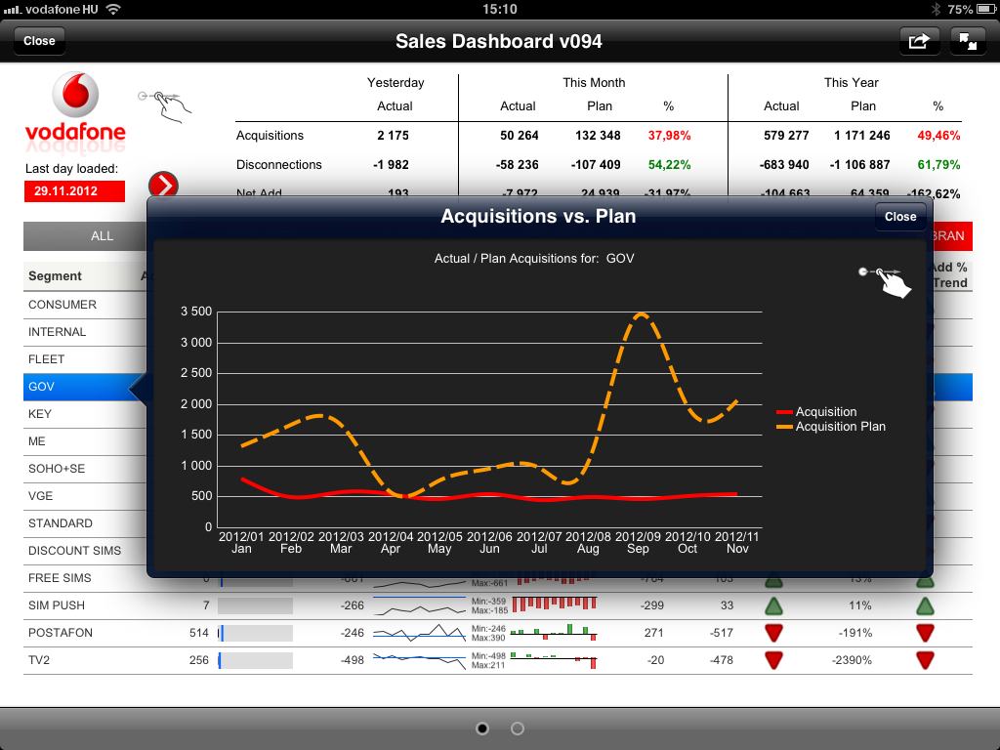 vodafone HU 15:10 75%
Close Sales Dashboard v094
Yesterday This Month This Year
Actual Actual Plan % Actual Plan %
vodafone
Acquisitions 2 175 50 264 132 348 37,98% 579 277 1 171 246 49,46%
Last day loaded:
Disconnections -1 982 -58 236 -107 409 54,22% -683 940 -1 106 887 61,79%
29.11.2012
Net Add 193 -7 972 24 939 -31,97% -104 663 64 359 -162,62%
Acquisitions vs. Plan Close
ALL BRAN
Actual / Plan Acquisitions for: GOV
Segment Add %
Trend
CONSUMER
INTERNAL
FLEET
GOV
KEY
ME
SOHO+SE
VGE
STANDARD
DISCOUNT SIMS
3 500
3 000
2 500
2 000
1 500
1 000
500
0
Acquisition
Acquisition Plan
2012/01 2012/02 2012/03 2012/04 2012/05 2012/06 2012/07 2012/08 2012/09 2012/10 2012/11
Jan Feb Mar Apr May Jun Jul Aug Sep Oct Nov
FREE SIMS 0 -661 Max:-661 -764 103 13%
SIM PUSH 7 -266 Min:-359 -299 33 11%
Max:-185
POSTAFON 514 -246 Min:-246 271 -517 -191%
Max:390
TV2 256 -498 Min:-498 -20 -478 -2390%
Max:211